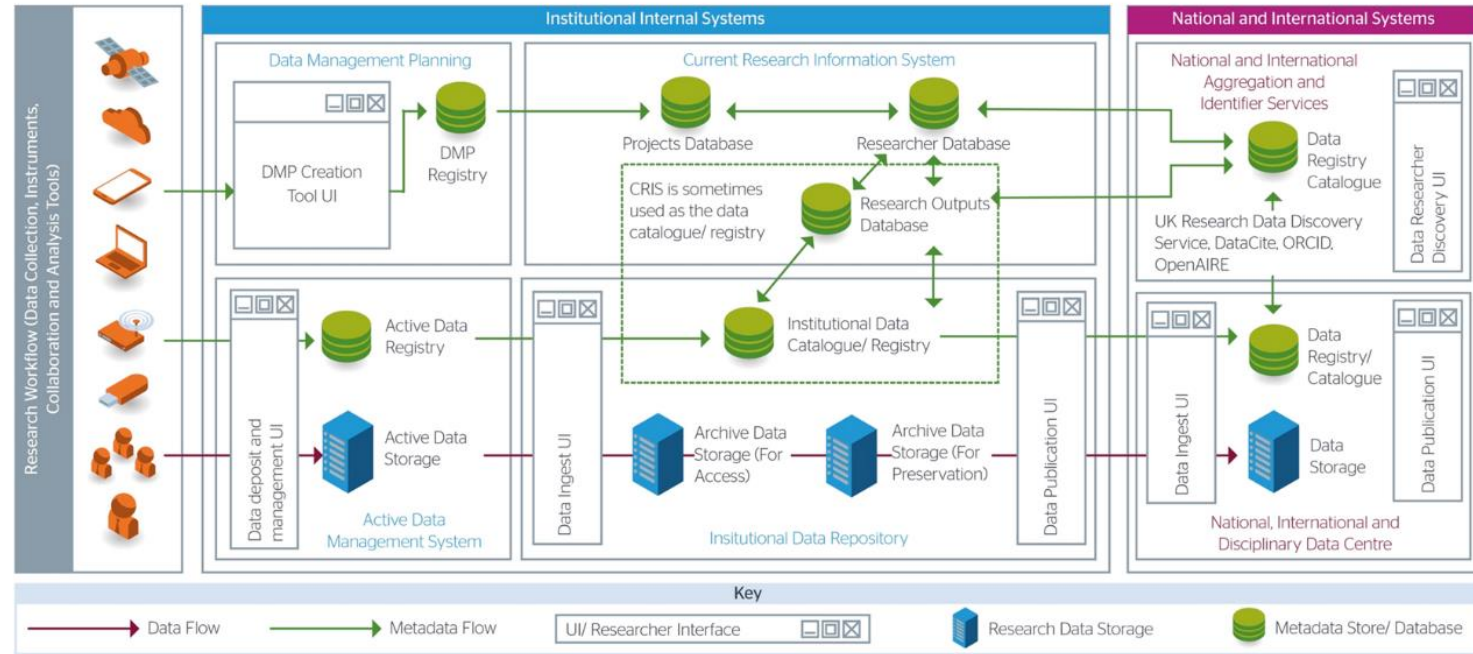 Research Workflow (Data Collection, Instruments,
Collaboration and Analysis Tools)
Institutional Internal Systems
Data Management Planning
DMP Creation
Tool UI
DMP
Registry
Current Research Information System
Projects Database
Researcher Database
CRIS is sometimes
used as the data
catalogue/ registry
Research Outputs
Database
Data deposit and
management UI
Active Data
Registry
Active Data
Storage
Active Data
Management System
Data Ingest UI
Institutional Data
Catalogue/ Registry
Archive Data
Storage (For
Access)
Archive Data
Storage (For
Preservation)
Data Publication UI
Insitutional Data Repository
National and International Systems
National and International
Aggregation and
Identifier Services
Data
Registry
Catalogue
UK Research Data Discovery
Service, DataCite, ORCID,
OpenAIRE
Data Researcher
Discovery UI
Data Ingest UI
Data
Registry/
Catalogue
Data
Storage
Data Publication UI
National, International and
Disciplinary Data Centre
Key
Data Flow
Metadata Flow
UI/ Researcher Interface
Research Data Storage
Metadata Store/ Database